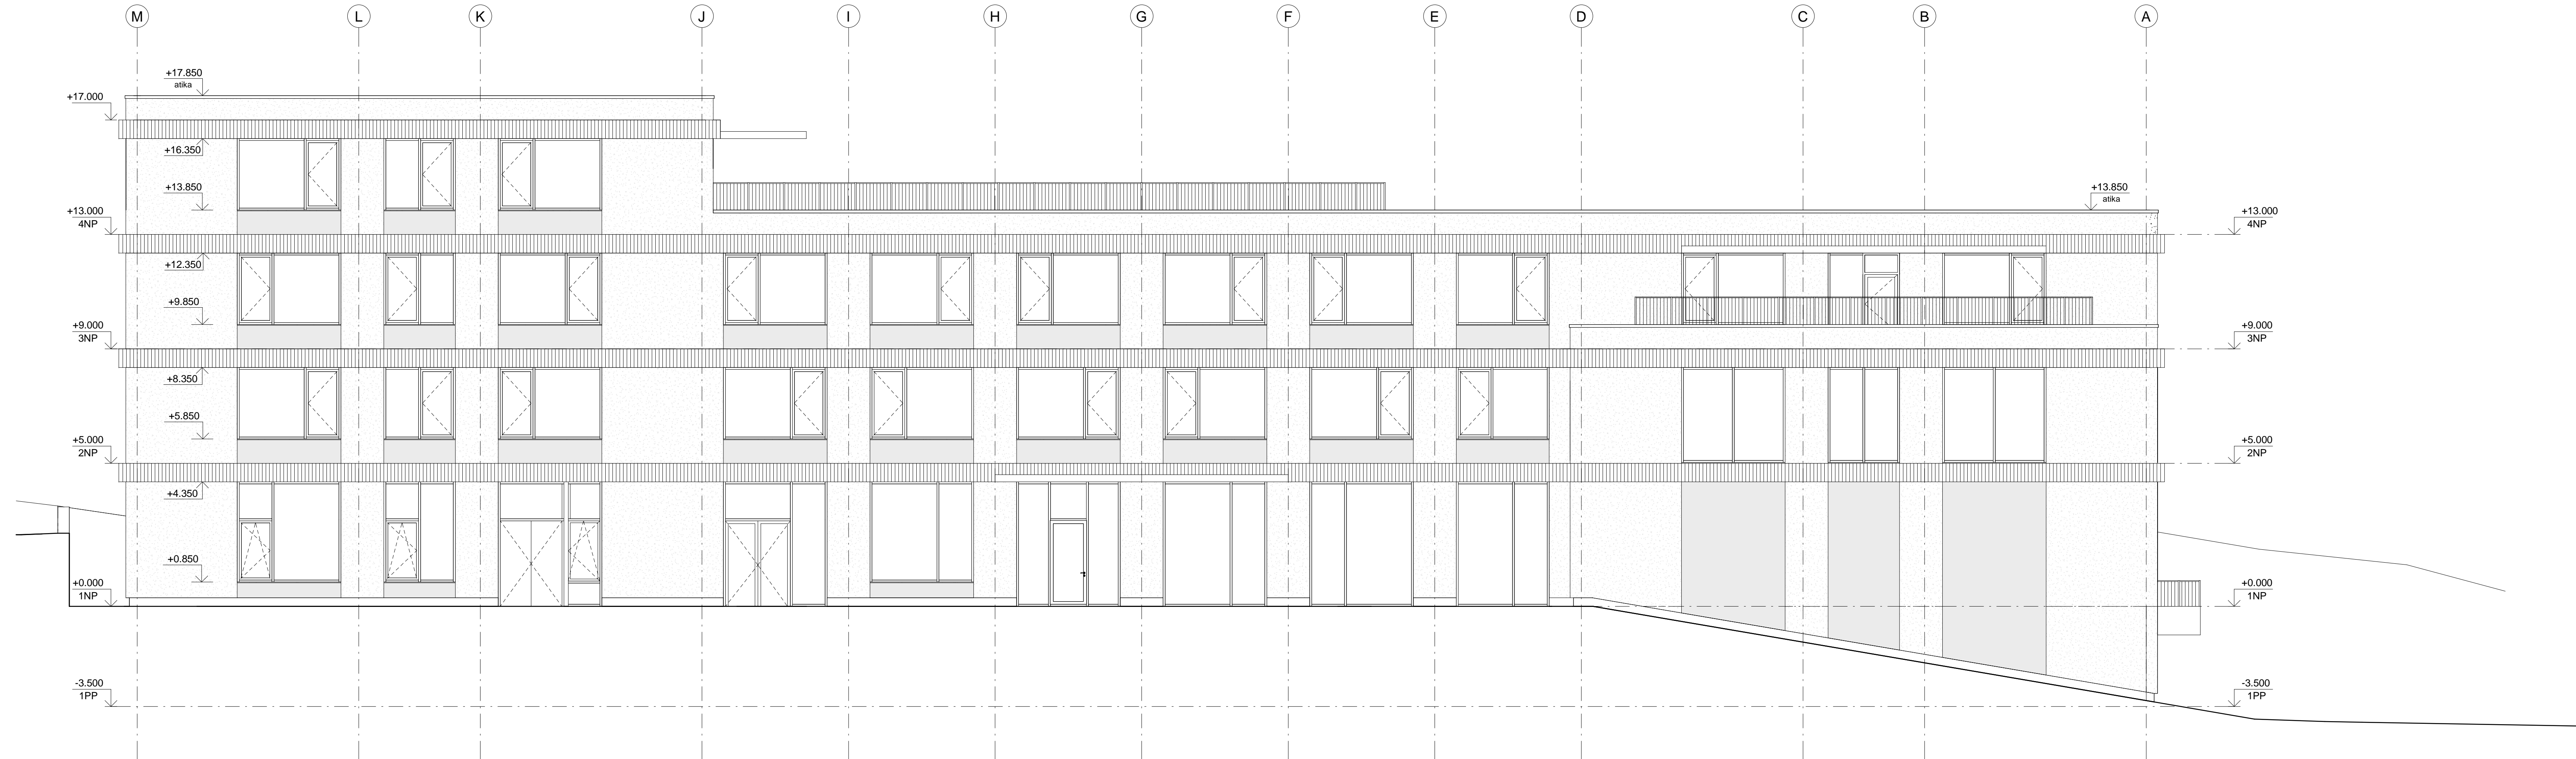 M L K J I H G F E D C B A
+17.850
atika
+17.000
+16.350
+13.850
+13.850
atika
+13.000
4NP
+13.000
4NP
+12.350
+9.850
+9.000
3NP
+9.000
3NP
+8.350
+5.850
+5.000
2NP
+5.000
2NP
+4.350
+0.850
+0.000
1NP
+0.000
1NP
-3.500
1PP
-3.500
1PP